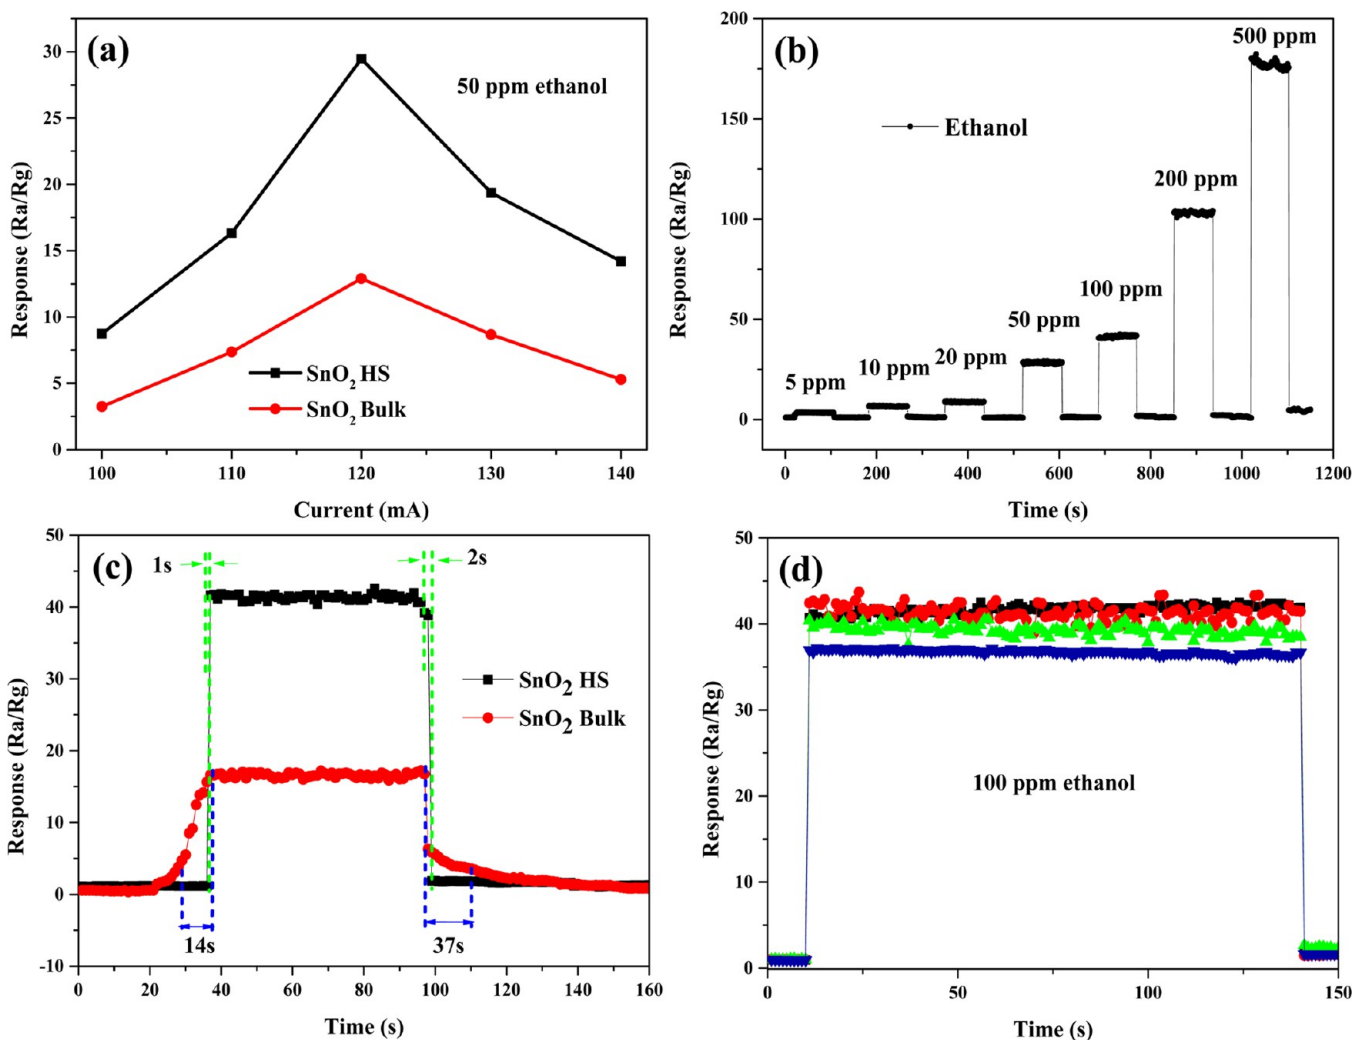 (a)
50 ppm ethanol
Response (Ra/Rg)
30
25
20
15
10
5
0
SnO₂ HS
SnO₂ Bulk
100 110 120 130 140
Current (mA)
(b)
Response (Ra/Rg)
200
150
100
50
0
Ethanol
5 ppm
10 ppm
20 ppm
50 ppm
100 ppm
200 ppm
500 ppm
0 200 400 600 800 1000 1200
Time (s)
(c)
1s
2s
Response (Ra/Rg)
50
40
30
20
10
0
-10
SnO₂ HS
SnO₂ Bulk
14s
37s
0 20 40 60 80 100 120 140 160
Time (s)
(d)
Response (Ra/Rg)
50
40
30
20
10
0
100 ppm ethanol
0 50 100 150
Time (s)